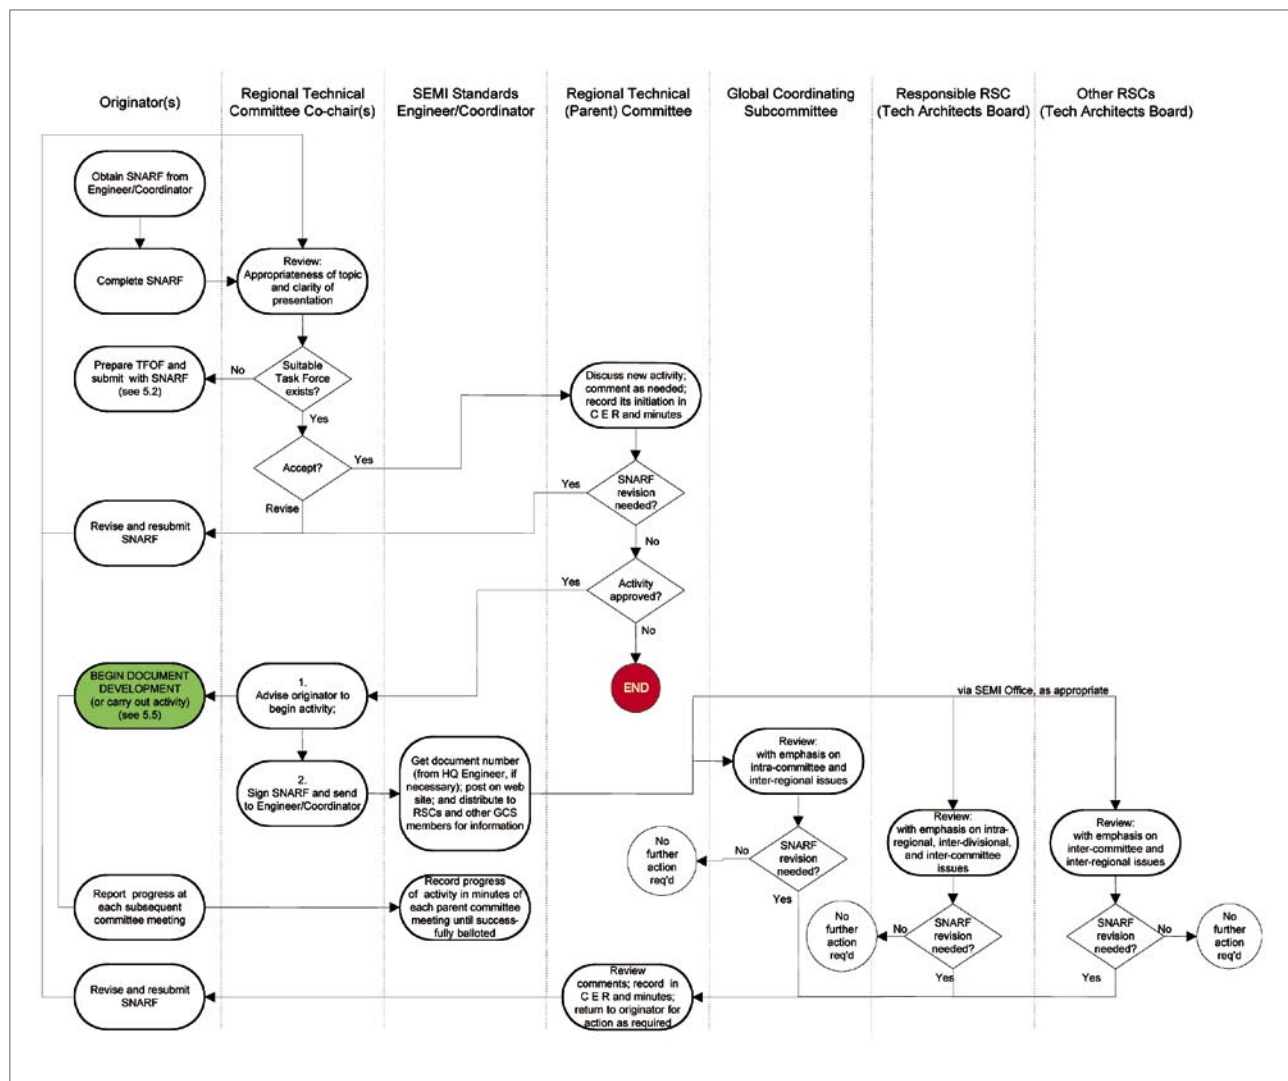 Originator(s)
Regional Technical
Committee Co-chair(s)
SEMI Standards
Engineer/Coordinator
Regional Technical
(Parent) Committee
Global Coordinating
Subcommittee
Responsible RSC
(Tech Architects Board)
Other RSCs
(Tech Architects Board)
Obtain SNARF from
Engineer/Coordinator
Complete SNARF
Review:
Appropriateness of topic
and clarity of
presentation
Prepare TFOF and
submit with SNARF
(see 5.2)
No
Suitable
Task Force
exists?
Yes
Discuss new activity;
comment as needed;
record its initiation in
C E R and minutes
Accept?
Yes
Revise
Yes
SNARF
revision
needed?
No
Revise and resubmit
SNARF
Yes
Activity
approved?
No
END
BEGIN DOCUMENT
DEVELOPMENT
(or carry out activity)
(see 5.5)
1.
Advise originator to
begin activity;
via SEMI Office, as appropriate
2.
Sign SNARF and send
to Engineer/Coordinator
Get document number
(from HQ Engineer, if
necessary); post on web
site; and distribute to
RSCs and other GCS
members for information
Review:
with emphasis on
intra-committee and
inter-regional issues
Review:
with emphasis on intra-
regional, inter-divisional,
and inter-committee
issues
Review:
with emphasis on
inter-committee and
inter-regional issues
No
further
action
req'd
No
SNARF
revision
needed?
Yes
Report progress at
each subsequent
committee meeting
Record progress
of activity in minutes of
each parent committee
meeting until success-
fully balloted
No
further
action
req'd
No
SNARF
revision
needed?
Yes
SNARF
revision
needed?
No
Yes
No
further
action
req'd
Revise and resubmit
SNARF
Review
comments; record in
C E R and minutes;
return to originator for
action as required